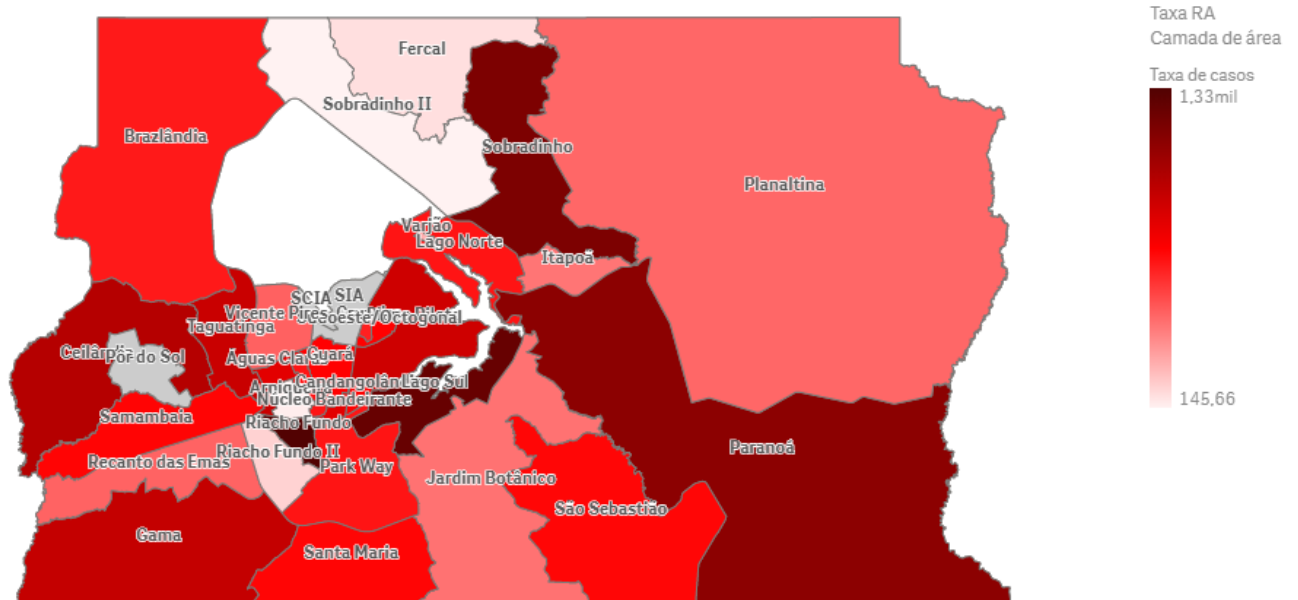 Taxa RA
Camada de área
Taxa de casos
1,33mil
145,66
Fercal
Sobradinho II
Brazlândia
Sobradinho
Planaltina
Varjão
Lago Norte
Itapoã
SCIA
SIA
Vicente Pires
Sudoeste/Octogonal
Taguatinga
Ceilândia
Pôr do Sol
Águas Claras
Guará
Arniqueira
Candangolân
Lago Sul
Núcleo Bandeirante
Samambaia
Riacho Fundo
Riacho Fundo II
Recanto das Emas
Park Way
Paranoá
Jardim Botânico
São Sebastião
Gama
Santa Maria